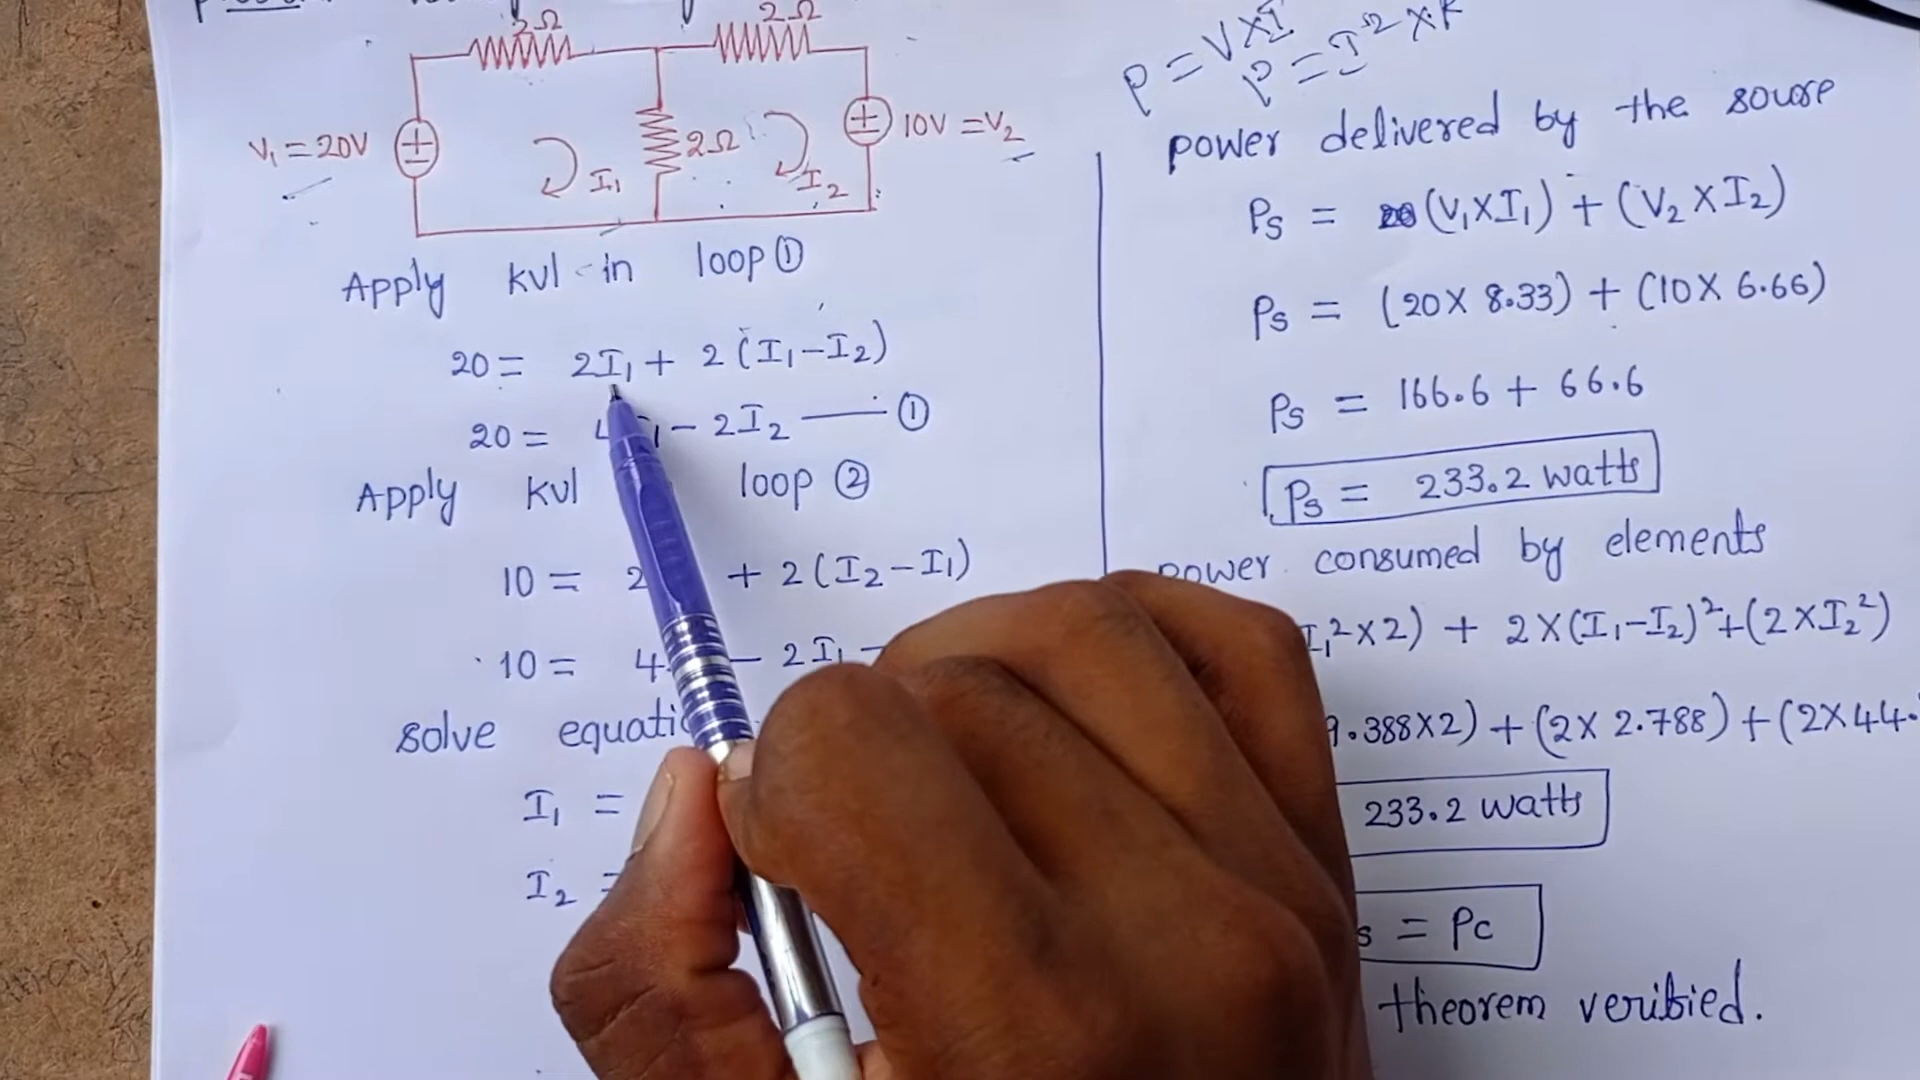 2Ω 2Ω
V₁ = 20V 2Ω 10V = V₂
I₁ I₂
Apply kvl in loop ①
20 = 2I₁ + 2(I₁-I₂)
20 = 4I₁ - 2I₂ —— ①
Apply kvl loop ②
10 = 2 + 2(I₂-I₁)
10 = 4 - 2I₁ -
solve equati
I₁ =
I₂ =
P = V×I
P = I²×R
power delivered by the sourse
Ps = (V₁×I₁) + (V₂×I₂)
Ps = (20×8.33) + (10×6.66)
Ps = 166.6 + 66.6
Ps = 233.2 watts
power consumed by elements
I₁²×2) + 2×(I₁-I₂)²+(2×I₂²)
9.388×2) + (2×2.788) + (2×44.
233.2 watts
s = Pc
theorem veribied.